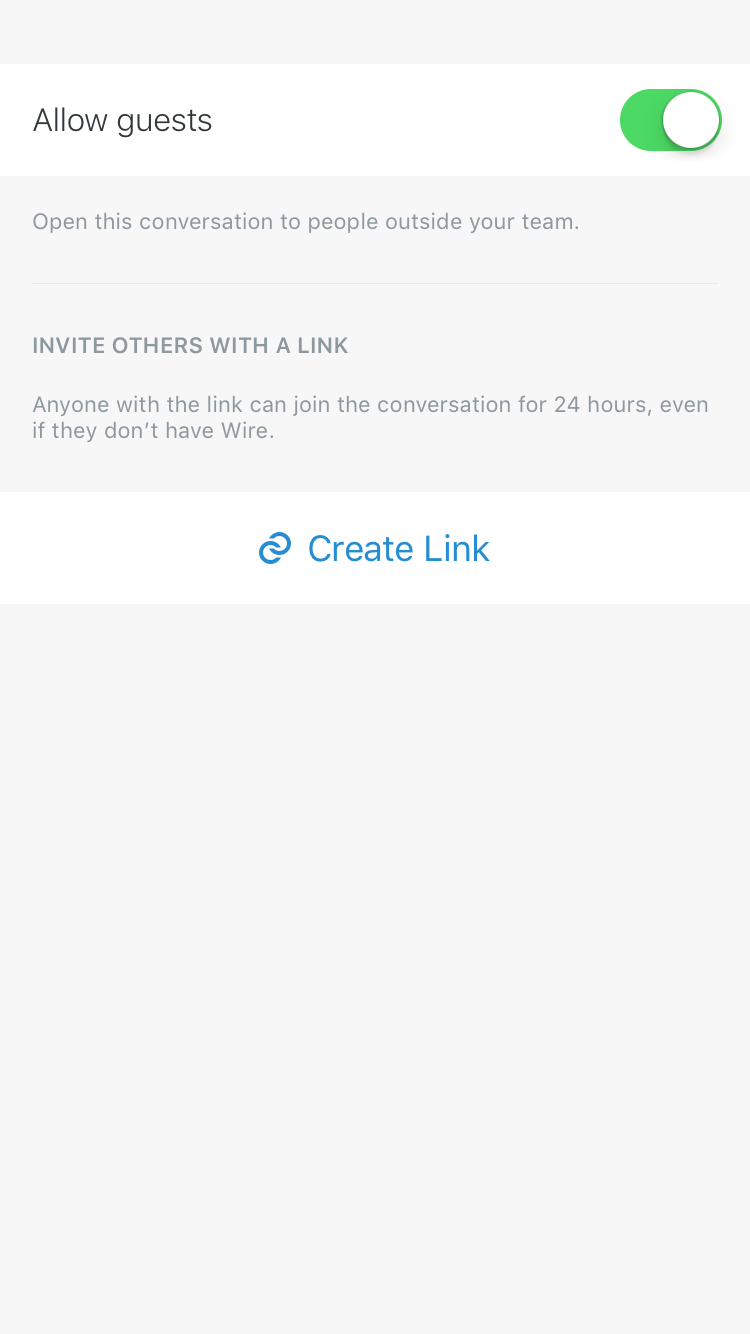 Allow guests
Open this conversation to people outside your team.
INVITE OTHERS WITH A LINK
Anyone with the link can join the conversation for 24 hours, even
if they don’t have Wire.
Create Link